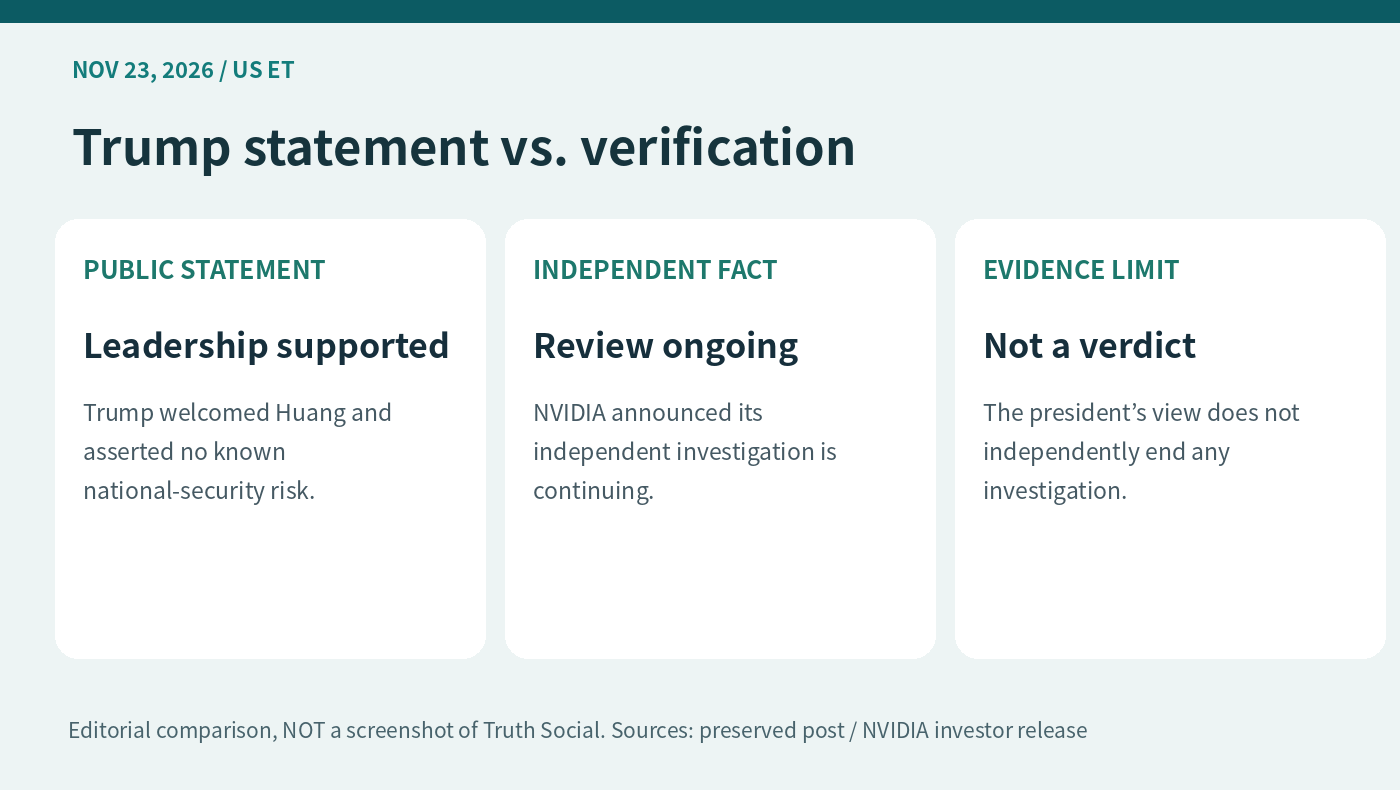 NOV 23, 2026 / US ET
Trump statement vs. verification
PUBLIC STATEMENT
Leadership supported
Trump welcomed Huang and
asserted no known
national-security risk.
INDEPENDENT FACT
Review ongoing
NVIDIA announced its
independent investigation is
continuing.
EVIDENCE LIMIT
Not a verdict
The president’s view does not
independently end any
investigation.
Editorial comparison, NOT a screenshot of Truth Social. Sources: preserved post / NVIDIA investor release